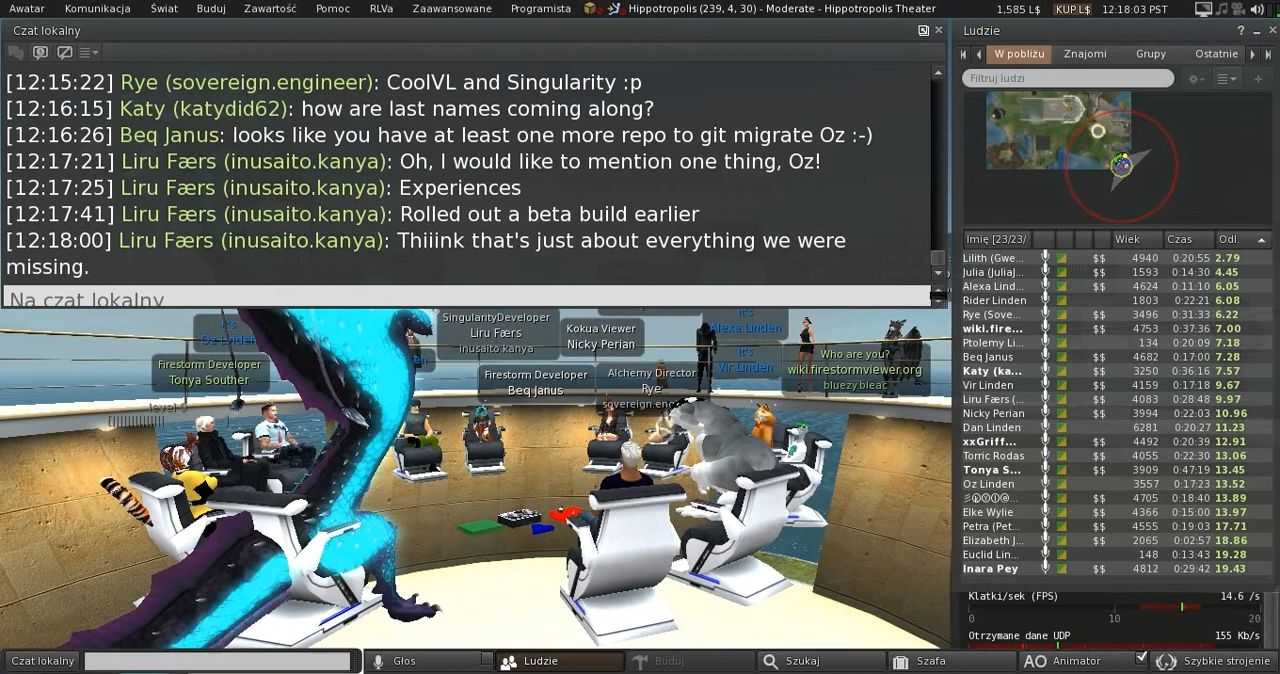 Awatar Komunikacja Świat Buduj Zawartość Pomoc RLVa Zaawansowane Programista Hippotropolis (239, 4, 30) - Moderate - Hippotropolis Theater 1,585 L$ KUP L$ 12:18:03 PST
Czat lokalny
[12:15:22] Rye (sovereign.engineer): CoolVL and Singularity :p
[12:16:15] Katy (katydid62): how are last names coming along?
[12:16:26] Beq Janus: looks like you have at least one more repo to git migrate Oz :-)
[12:17:21] Liru Færs (inusaito.kanya): Oh, I would like to mention one thing, Oz!
[12:17:25] Liru Færs (inusaito.kanya): Experiences
[12:17:41] Liru Færs (inusaito.kanya): Rolled out a beta build earlier
[12:18:00] Liru Færs (inusaito.kanya): Thiiink that's just about everything we were
missing.
Na czat lokalny
It's
Oz Linden
Firestorm Developer
Tonya Souther
SingularityDeveloper
Liru Færs
inusaito.kanya
Kokua Viewer
Nicky Perian
Firestorm Developer
Beq Janus
Alchemy Director
Rye
sovereign.eng
It's
Alexa Linden
It's
Vir Linden
Who are you?
wiki.firestormviewer.org
bluezy.bleac
level 9
Ludzie
W pobliżu Znajomi Grupy Ostatnie
Filtruj ludzi
Imię [23/23/ Wiek Czas Odl.
Lilith (Gwe... $$ 4940 0:20:55 2.79
Julia (JuliaJ... $$ 1593 0:14:30 4.45
Alexa Lind... $$ 4624 0:11:10 6.05
Rider Linden 1803 0:22:21 6.08
Rye (Sove... $$ 3496 0:31:33 6.22
wiki.fire... $$ 4753 0:37:36 7.00
Ptolemy Li... 134 0:20:09 7.18
Beq Janus $$ 4682 0:17:00 7.28
Katy (ka... $$ 3250 0:36:16 7.57
Vir Linden $$ 4159 0:17:18 9.67
Liru Færs (... $$ 4083 0:28:48 9.97
Nicky Perian $$ 3994 0:22:03 10.96
Dan Linden 6281 0:20:27 11.23
xxGriff... $$ 4492 0:20:39 12.91
Torric Rodas $$ 4055 0:22:30 13.06
Tonya S... $$ 3909 0:47:19 13.45
Oz Linden 3557 0:17:23 13.52
$$ 4705 0:18:40 13.89
Elke Wylie $$ 4366 0:15:00 13.97
Petra (Pet... $$ 4555 0:19:03 17.71
Elizabeth J... $$ 2065 0:02:57 18.86
Euclid Lin... 148 0:13:43 19.28
Inara Pey $$ 4812 0:29:42 19.43
Klatki/sek (FPS) 14.6 /s
0 10 20
Otrzymane dane UDP 155 Kb/s
Czat lokalny Głos Ludzie Buduj Szukaj Szafa AO Animator Szybkie strojenie